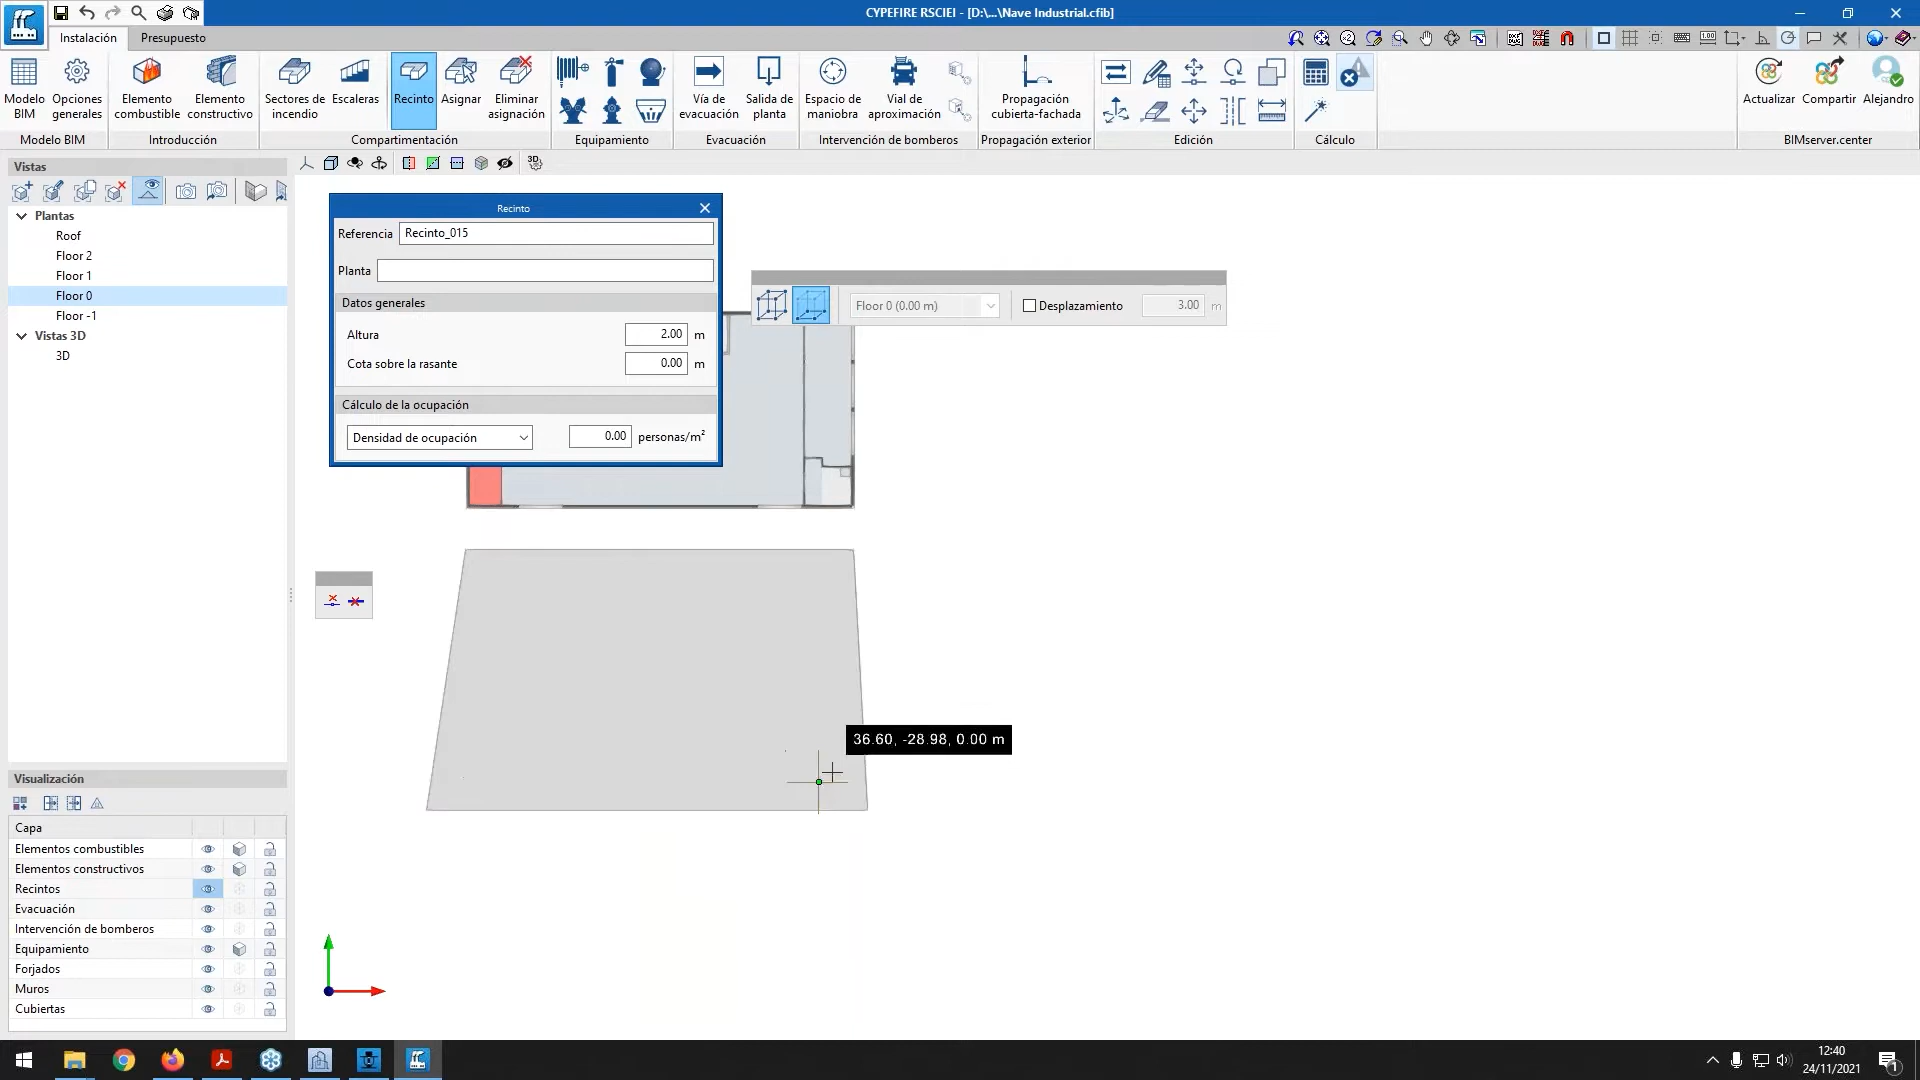 CYPEFIRE RSCIEI - [D:\...\Nave Industrial.cfib]
Instalación
Presupuesto
Modelo BIM
Opciones generales
Modelo BIM
Elemento combustible
Elemento constructivo
Introducción
Sectores de incendio
Escaleras
Recinto
Asignar
Eliminar asignación
Compartimentación
Equipamiento
Vía de evacuación
Salida de planta
Evacuación
Espacio de maniobra
Vial de aproximación
Intervención de bomberos
Propagación cubierta-fachada
Propagación exterior
Edición
Cálculo
Actualizar
Compartir
Alejandro
BIMserver.center
Vistas
Plantas
Roof
Floor 2
Floor 1
Floor 0
Floor -1
Vistas 3D
3D
Recinto
Referencia Recinto_015
Planta
Datos generales
Altura 2.00 m
Cota sobre la rasante 0.00 m
Cálculo de la ocupación
Densidad de ocupación 0.00 personas/m²
Floor 0 (0.00 m)
Desplazamiento 3.00 m
36.60, -28.98, 0.00 m
Visualización
Capa
Elementos combustibles
Elementos constructivos
Recintos
Evacuación
Intervención de bomberos
Equipamiento
Forjados
Muros
Cubiertas
12:40
24/11/2021